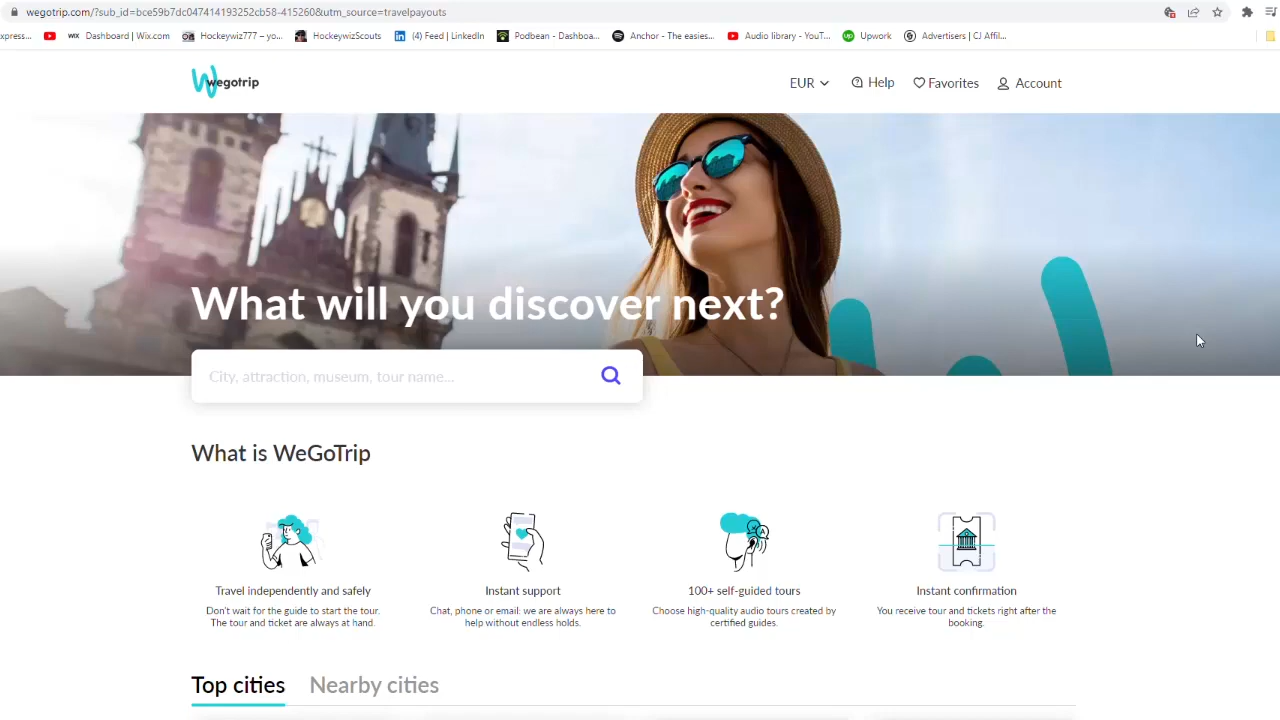 wegotrip.com/?sub_id=bce59b7dc047414193252cb58-415260&utm_source=travelpayouts
xpress... Dashboard | Wix.com Hockeywiz777 – yo... HockeywizScouts (4) Feed | LinkedIn Podbean - Dashboa... Anchor - The easies... Audio library - YouT... Upwork Advertisers | CJ Affil...
wegotrip EUR Help Favorites Account
What will you discover next?
City, attraction, museum, tour name...
What is WeGoTrip
Travel independently and safely
Don't wait for the guide to start the tour.
The tour and ticket are always at hand.
Instant support
Chat, phone or email: we are always here to
help without endless holds.
100+ self-guided tours
Choose high-quality audio tours created by
certified guides.
Instant confirmation
You receive tour and tickets right after the
booking.
Top cities Nearby cities